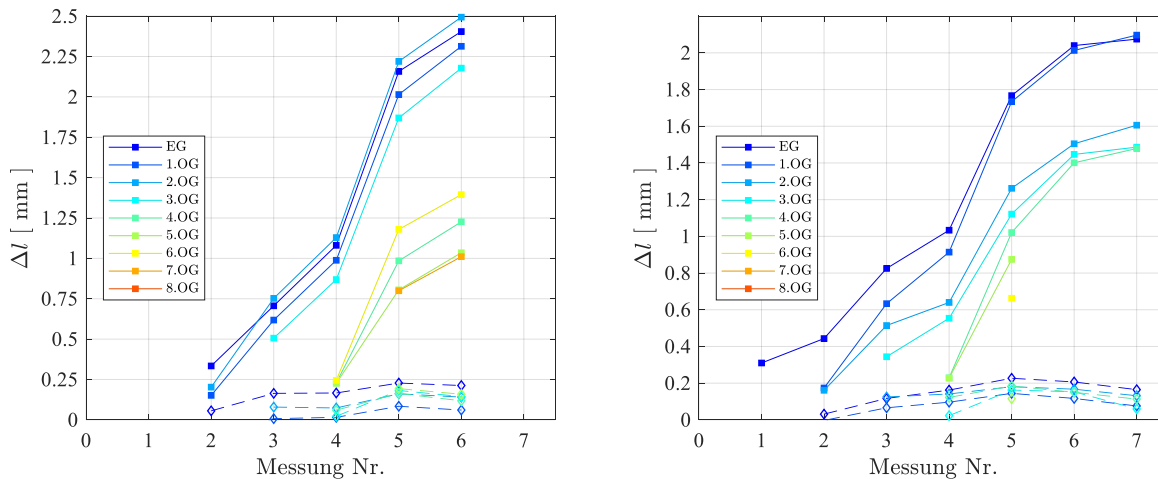 2.5
2.25
2
1.75
1.5
1.25
1
0.75
0.5
0.25
0
Δl [ mm ]
EG
1.OG
2.OG
3.OG
4.OG
5.OG
6.OG
7.OG
8.OG
0 1 2 3 4 5 6 7
Messung Nr.
2
1.8
1.6
1.4
1.2
1
0.8
0.6
0.4
0.2
0
Δl [ mm ]
EG
1.OG
2.OG
3.OG
4.OG
5.OG
6.OG
7.OG
8.OG
0 1 2 3 4 5 6 7
Messung Nr.